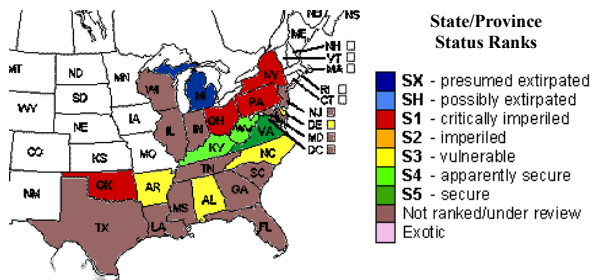 State/Province
Status Ranks
SX - presumed extirpated
SH - possibly extirpated
S1 - critically imperiled
S2 - imperiled
S3 - vulnerable
S4 - apparently secure
S5 - secure
Not ranked/under review
Exotic
NB
NS
ME
NH
VT
MA
RI
CT
NJ
DE
MD
DC
MT
ND
MN
WI
MI
NY
WY
SD
IA
IL
IN
OH
PA
NE
CO
KS
MO
KY
WV
VA
NM
OK
AR
TN
NC
SC
TX
LA
MS
AL
GA
FL